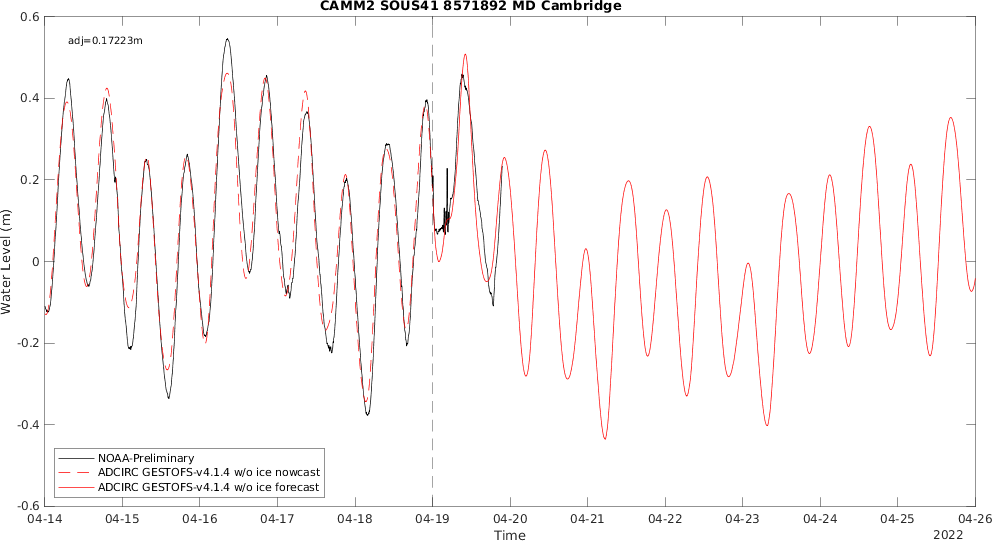 CAMM2 SOUS41 8571892 MD Cambridge
adj=0.17223m
Water Level (m)
0.6
0.4
0.2
0
-0.2
-0.4
-0.6
NOAA-Preliminary
ADCIRC GESTOFS-v4.1.4 w/o ice nowcast
ADCIRC GESTOFS-v4.1.4 w/o ice forecast
04-14 04-15 04-16 04-17 04-18 04-19 04-20 04-21 04-22 04-23 04-24 04-25 04-26
Time
2022